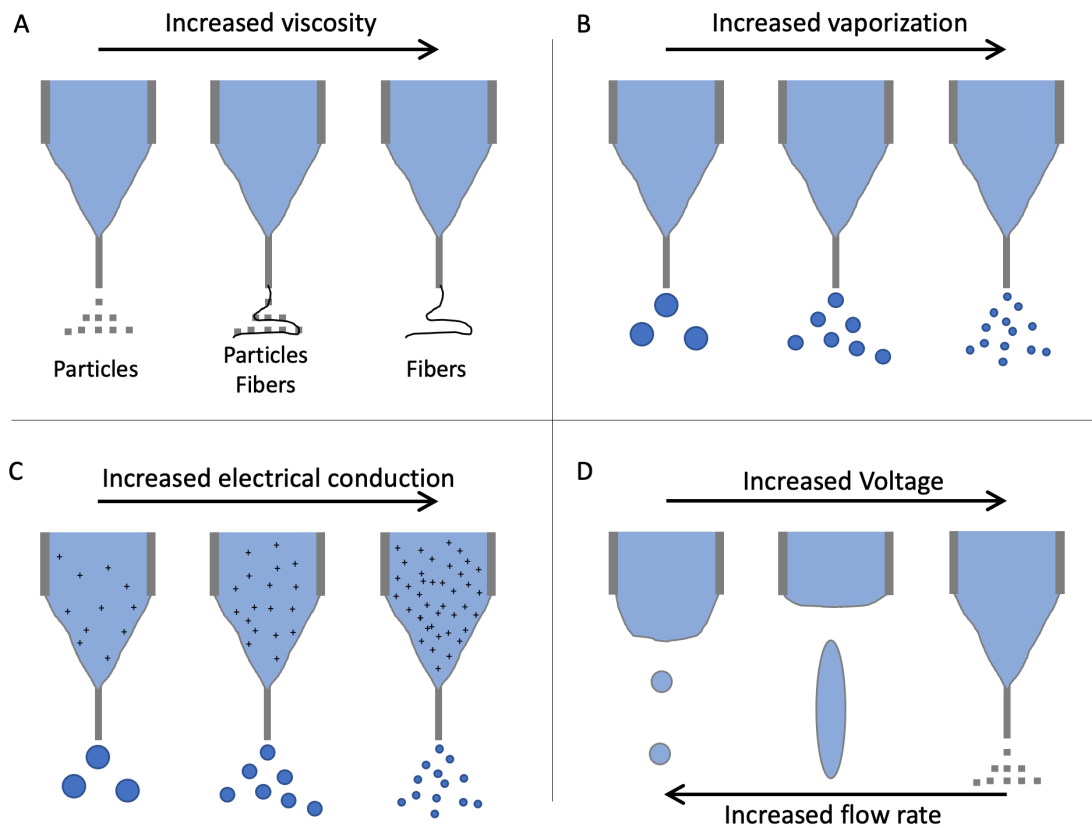 A
Increased viscosity
Particles
Particles
Fibers
Fibers
B
Increased vaporization
C
Increased electrical conduction
D
Increased Voltage
Increased flow rate